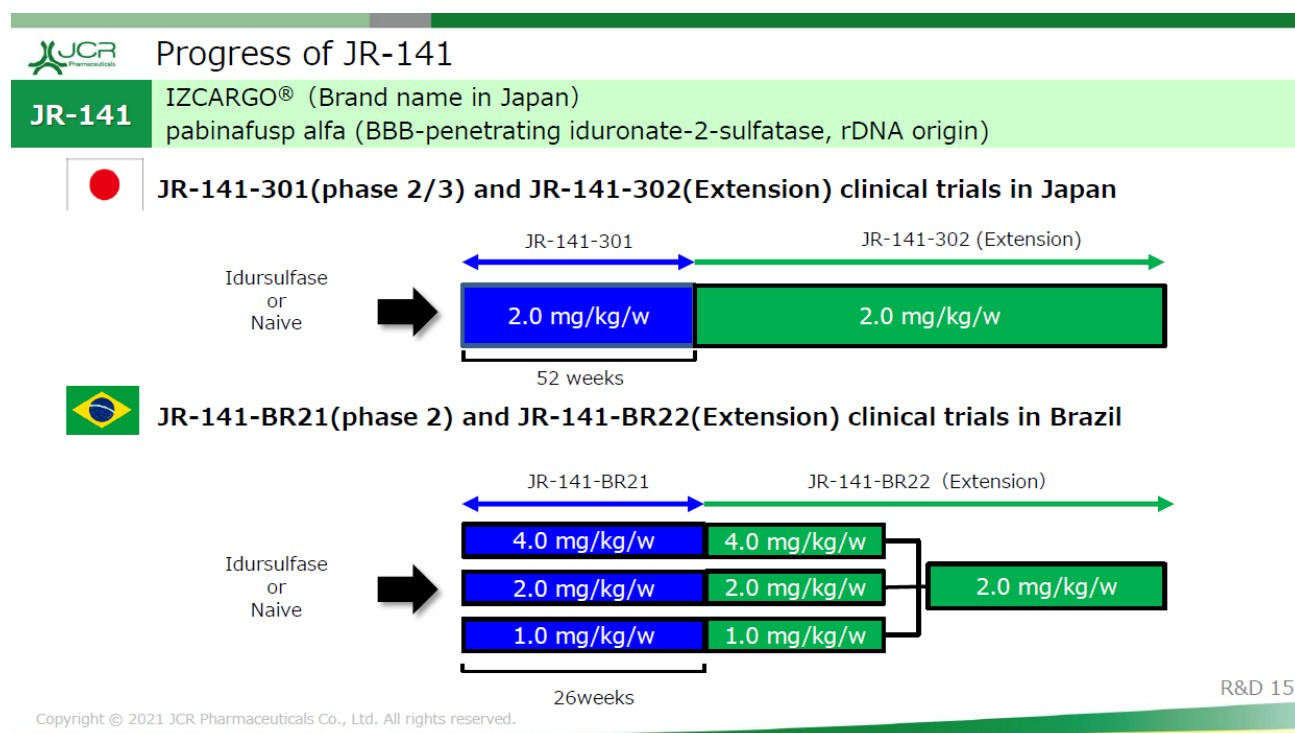 JCR
Pharmaceuticals
Progress of JR-141
JR-141
IZCARGO®（Brand name in Japan）
pabinafusp alfa (BBB-penetrating iduronate-2-sulfatase, rDNA origin)
JR-141-301(phase 2/3) and JR-141-302(Extension) clinical trials in Japan
JR-141-301
JR-141-302 (Extension)
Idursulfase
or
Naive
2.0 mg/kg/w
2.0 mg/kg/w
52 weeks
JR-141-BR21(phase 2) and JR-141-BR22(Extension) clinical trials in Brazil
JR-141-BR21
JR-141-BR22（Extension）
Idursulfase
or
Naive
4.0 mg/kg/w
4.0 mg/kg/w
2.0 mg/kg/w
2.0 mg/kg/w
2.0 mg/kg/w
1.0 mg/kg/w
1.0 mg/kg/w
26weeks
R&D 15
Copyright © 2021 JCR Pharmaceuticals Co., Ltd. All rights reserved.